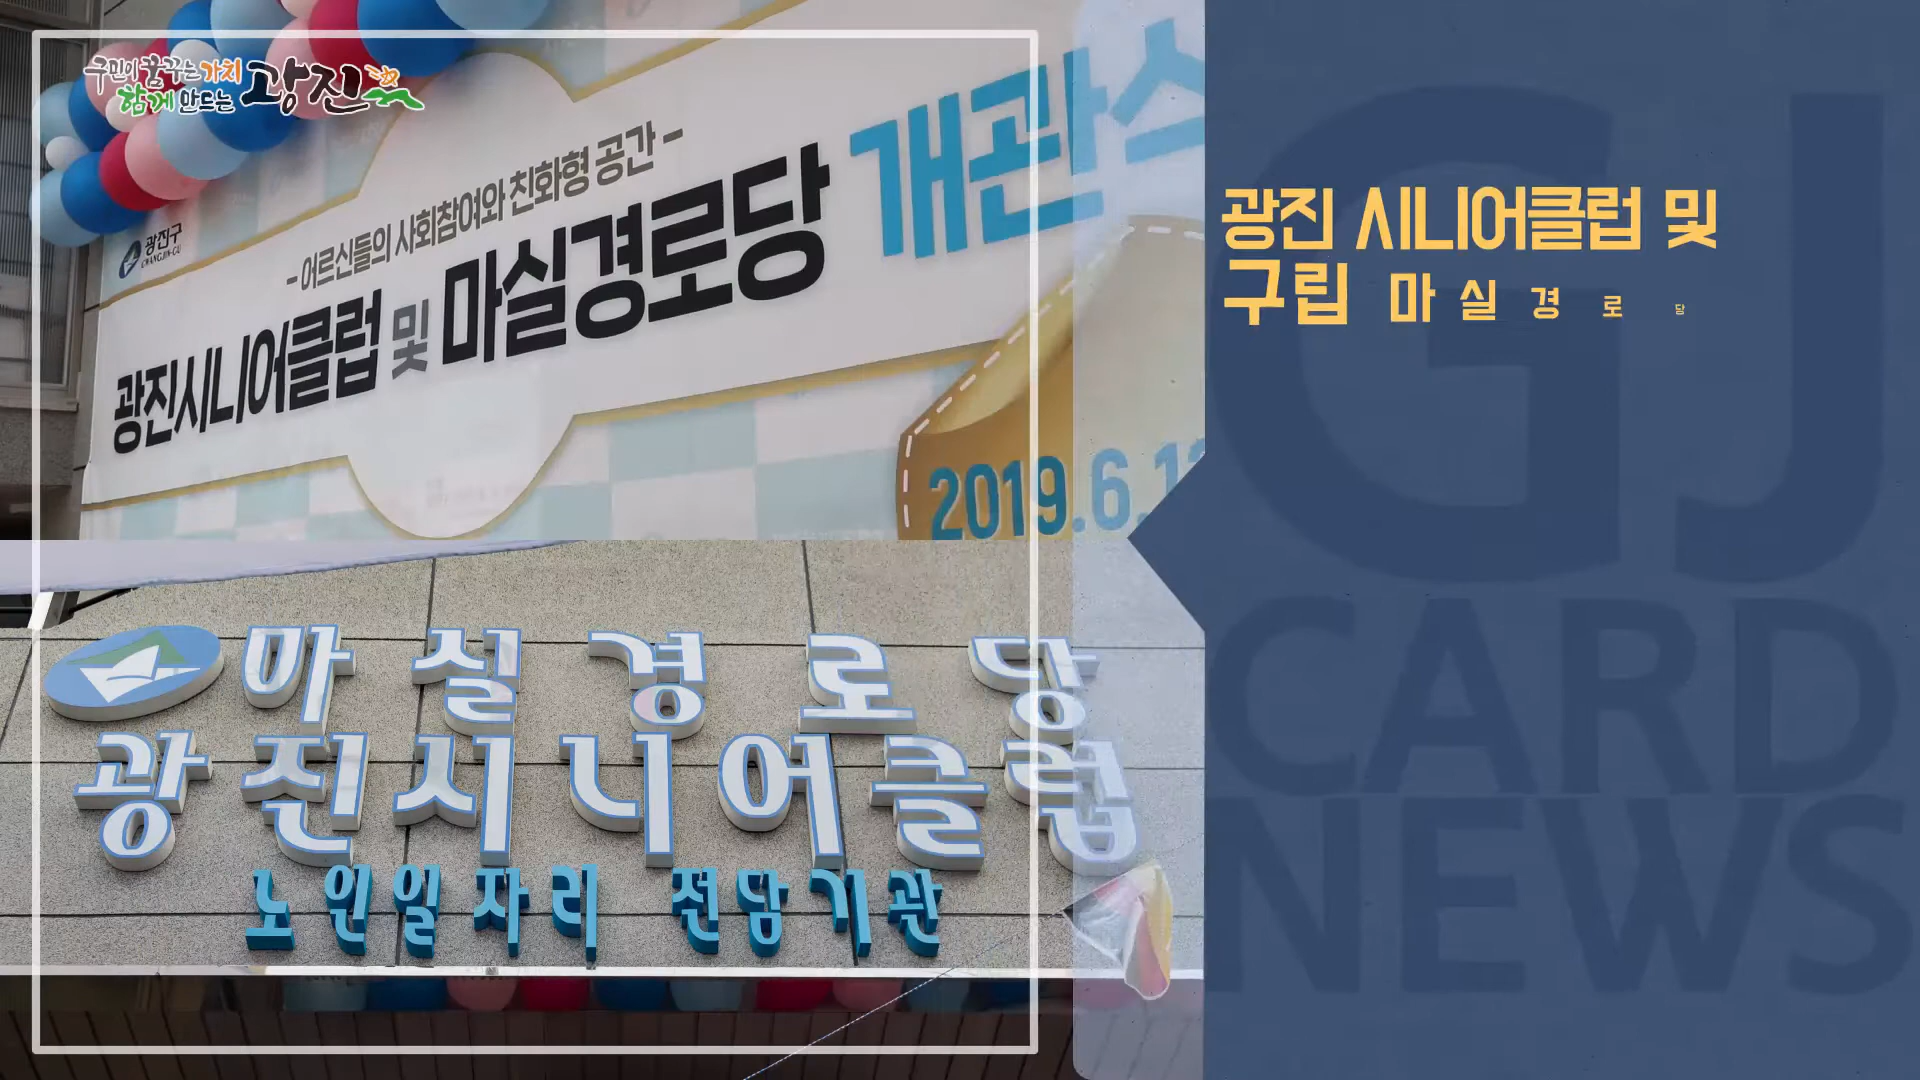 구민이 꿈꾸는 가치
함께 만드는 광진
광진구
GWANGJIN-GU
- 어르신들의 사회참여와 친화형 공간 -
광진시니어클럽 및 마실경로당 개관식
2019.6.1
마실경로당
광진시니어클럽
노인일자리 전담기관
광진 시니어클럽 및
구립 마실경로당
GJ
CARD
NEWS